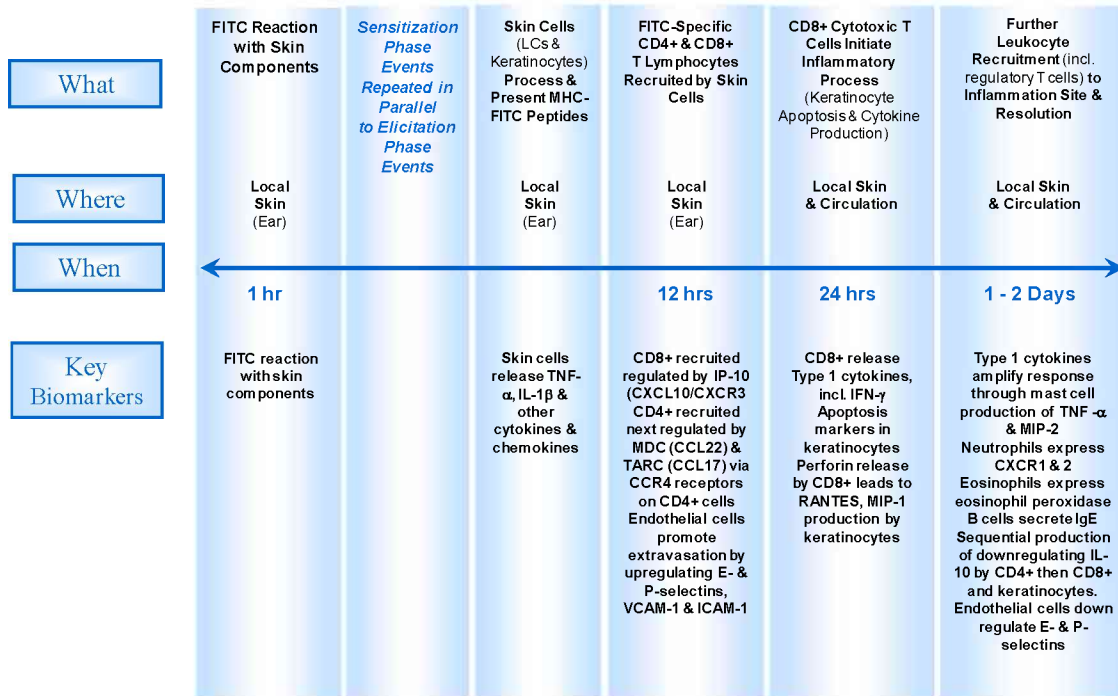 What
FITC Reaction
with Skin
Components
Sensitization
Phase
Events
Repeated in
Parallel
to Elicitation
Phase
Events
Skin Cells
(LCs &
Keratinocytes)
Process &
Present MHC-
FITC Peptides
FITC-Specific
CD4+ & CD8+
T Lymphocytes
Recruited by Skin
Cells
CD8+ Cytotoxic T
Cells Initiate
Inflammatory
Process
(Keratinocyte
Apoptosis & Cytokine
Production)
Further
Leukocyte
Recruitment (incl.
regulatory T cells) to
Inflammation Site &
Resolution
Where
Local
Skin
(Ear)
Local
Skin
(Ear)
Local
Skin
(Ear)
Local Skin
& Circulation
Local Skin
& Circulation
When
1 hr
12 hrs
24 hrs
1 - 2 Days
Key
Biomarkers
FITC reaction
with skin
components
Skin cells
release TNF-
α, IL-1β &
other
cytokines &
chemokines
CD8+ recruited
regulated by IP-10
(CXCL10/CXCR3
CD4+ recruited
next regulated by
MDC (CCL22) &
TARC (CCL17) via
CCR4 receptors
on CD4+ cells
Endothelial cells
promote
extravasation by
upregulating E- &
P-selectins,
VCAM-1 & ICAM-1
CD8+ release
Type 1 cytokines,
incl. IFN-γ
Apoptosis
markers in
keratinocytes
Perforin release
by CD8+ leads to
RANTES, MIP-1
production by
keratinocytes
Type 1 cytokines
amplify response
through mast cell
production of TNF -α
& MIP-2
Neutrophils express
CXCR1 & 2
Eosinophils express
eosinophil peroxidase
B cells secrete IgE
Sequential production
of downregulating IL-
10 by CD4+ then CD8+
and keratinocytes.
Endothelial cells down
regulate E- & P-
selectins